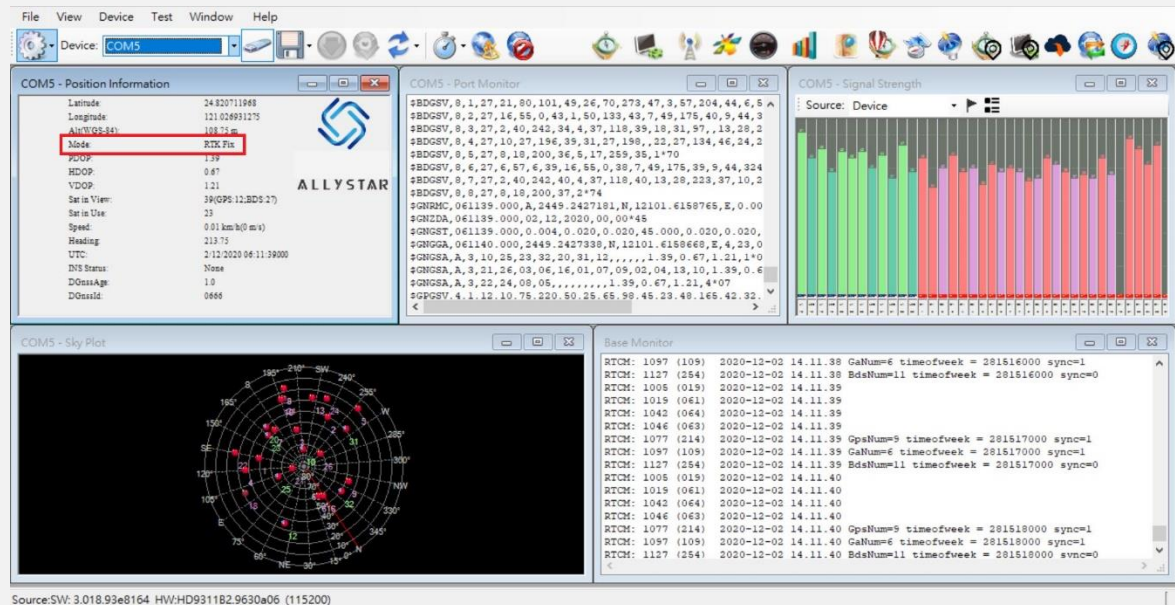 File View Device Test Window Help
Device: COM5
COM5 - Position Information
Latitude: 24.820711968
Longitude: 121.026931275
Alt(WGS-84): 108.75 m
Mode: RTK Fix
PDOP: 1.39
HDOP: 0.67
VDOP: 1.21
Sat in View: 39(GPS:12;BDS:27)
Sat in Use: 23
Speed: 0.01 km/h(0 m/s)
Heading: 213.75
UTC: 2/12/2020 06:11:39000
INS Status: None
DGnssAge: 1.0
DGnssId: 0666
ALLYSTAR
COM5 - Port Monitor
$BDGSV,8,1,27,21,80,101,49,26,70,273,47,3,57,204,44,6,5
$BDGSV,8,2,27,16,55,0,43,1,50,133,43,7,49,175,40,9,44,3
$BDGSV,8,3,27,2,40,242,34,4,37,118,39,18,31,97,,13,28,2
$BDGSV,8,4,27,10,27,196,39,31,27,198,,22,27,134,46,24,2
$BDGSV,8,5,27,8,18,200,36,5,17,259,35,1*70
$BDGSV,8,6,27,6,57,6,39,16,55,0,38,7,49,175,39,9,44,324
$BDGSV,8,7,27,2,40,242,40,4,37,118,40,13,28,223,37,10,2
$BDGSV,8,8,27,8,18,200,37,2*74
$GNRMC,061139.000,A,2449.2427181,N,12101.6158765,E,0.00
$GNZDA,061139.000,02,12,2020,00,00*45
$GNGST,061139.000,0.004,0.020,0.020,45.000,0.020,0.020,
$GNGGA,061140.000,2449.2427338,N,12101.6158668,E,4,23,0
$GNGSA,A,3,10,25,23,32,20,31,12,,,,,,1.39,0.67,1.21,1*0
$GNGSA,A,3,21,26,03,06,16,01,07,09,02,04,13,10,1.39,0.6
$GNGSA,A,3,22,24,08,05,,,,,,,,,1.39,0.67,1.21,4*07
$GPGSV,4,1,12,10,75,220,50,25,65,98,45,23,48,165,42,32,
COM5 - Signal Strength
Source: Device
COM5 - Sky Plot
195° 210° SW 240° 255° W 285° 300° NW 330° 345° N 15° 30° NE 60° 75° E 105° 120° SE 150° 165° S
Base Monitor
RTCM: 1097 (109) 2020-12-02 14.11.38 GaNum=6 timeofweek = 281516000 sync=1
RTCM: 1127 (254) 2020-12-02 14.11.38 BdsNum=11 timeofweek = 281516000 sync=0
RTCM: 1005 (019) 2020-12-02 14.11.39
RTCM: 1019 (061) 2020-12-02 14.11.39
RTCM: 1042 (064) 2020-12-02 14.11.39
RTCM: 1046 (063) 2020-12-02 14.11.39
RTCM: 1077 (214) 2020-12-02 14.11.39 GpsNum=9 timeofweek = 281517000 sync=1
RTCM: 1097 (109) 2020-12-02 14.11.39 GaNum=6 timeofweek = 281517000 sync=1
RTCM: 1127 (254) 2020-12-02 14.11.39 BdsNum=11 timeofweek = 281517000 sync=0
RTCM: 1005 (019) 2020-12-02 14.11.40
RTCM: 1019 (061) 2020-12-02 14.11.40
RTCM: 1042 (064) 2020-12-02 14.11.40
RTCM: 1046 (063) 2020-12-02 14.11.40
RTCM: 1077 (214) 2020-12-02 14.11.40 GpsNum=9 timeofweek = 281518000 sync=1
RTCM: 1097 (109) 2020-12-02 14.11.40 GaNum=6 timeofweek = 281518000 sync=1
RTCM: 1127 (254) 2020-12-02 14.11.40 BdsNum=11 timeofweek = 281518000 sync=0
Source:SW: 3.018.93e8164 HW:HD9311B2.9630a06 (115200)